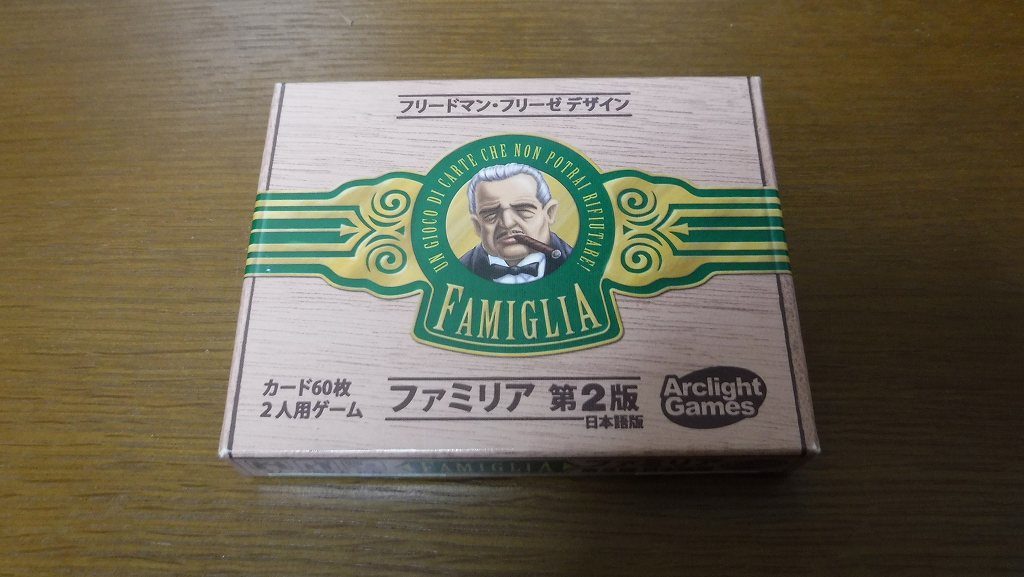 フリードマン・フリーゼ デザイン
UN GIOCO DI CARTE CHE NON POTRAI RIFIUTARE!
FAMIGLIA
カード60枚
2人用ゲーム
ファミリア 第2版
日本語版
Arclight
Games
FAMIGLIA